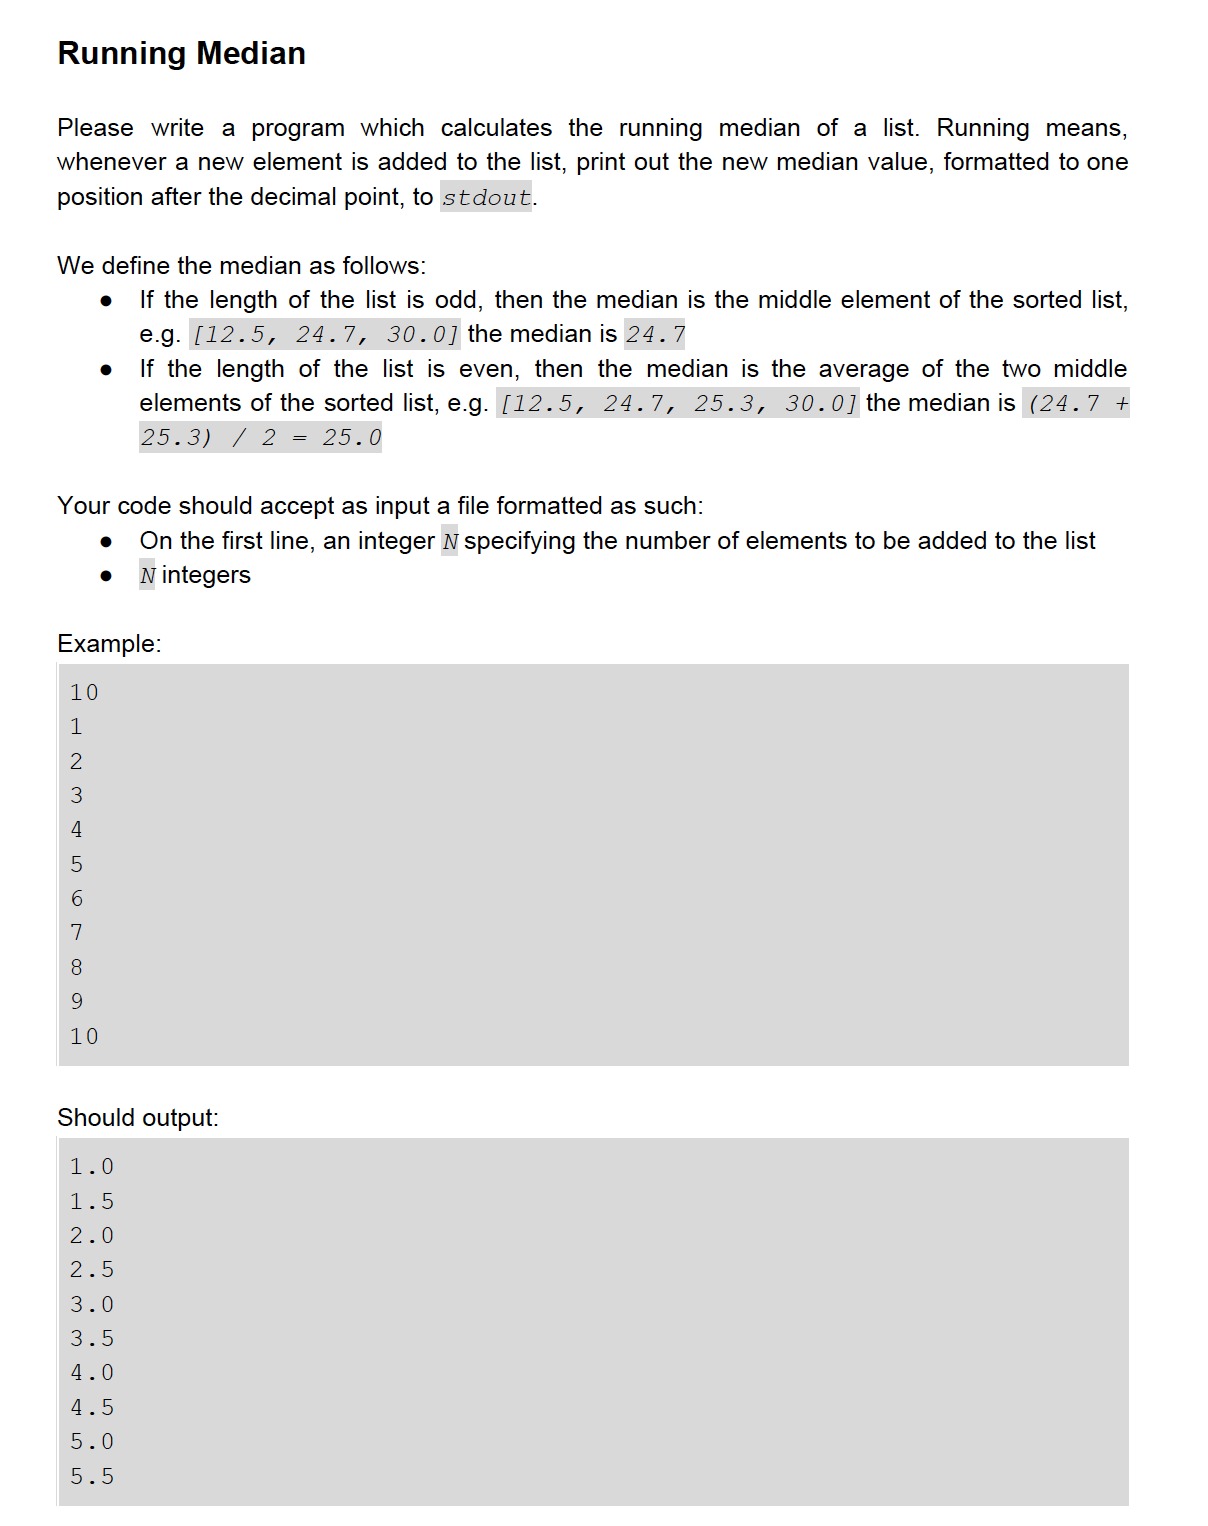 Running Median
Please write a program which calculates the running median of a list. Running means,
whenever a new element is added to the list, print out the new median value, formatted to one
position after the decimal point, to stdout.
We define the median as follows:
● If the length of the list is odd, then the median is the middle element of the sorted list,
e.g. [12.5, 24.7, 30.0] the median is 24.7
● If the length of the list is even, then the median is the average of the two middle
elements of the sorted list, e.g. [12.5, 24.7, 25.3, 30.0] the median is (24.7 +
25.3) / 2 = 25.0
Your code should accept as input a file formatted as such:
● On the first line, an integer N specifying the number of elements to be added to the list
● N integers
Example:
10
1
2
3
4
5
6
7
8
9
10
Should output:
1.0
1.5
2.0
2.5
3.0
3.5
4.0
4.5
5.0
5.5